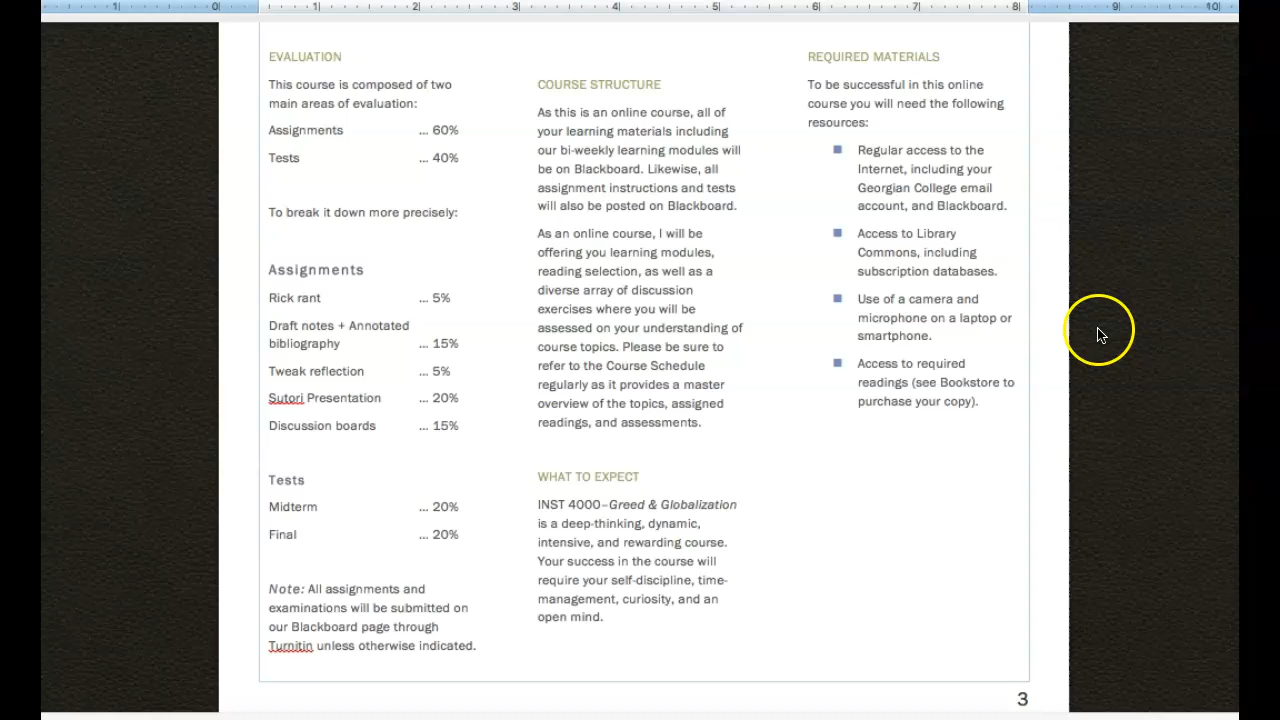 1 0 1 2 3 4 5 6 7 8 9 10
EVALUATION
This course is composed of two
main areas of evaluation:
Assignments ... 60%
Tests ... 40%
To break it down more precisely:
Assignments
Rick rant ... 5%
Draft notes + Annotated
bibliography ... 15%
Tweak reflection ... 5%
Sutori Presentation ... 20%
Discussion boards ... 15%
Tests
Midterm ... 20%
Final ... 20%
Note: All assignments and
examinations will be submitted on
our Blackboard page through
Turnitin unless otherwise indicated.
COURSE STRUCTURE
As this is an online course, all of
your learning materials including
our bi-weekly learning modules will
be on Blackboard. Likewise, all
assignment instructions and tests
will also be posted on Blackboard.
As an online course, I will be
offering you learning modules,
reading selection, as well as a
diverse array of discussion
exercises where you will be
assessed on your understanding of
course topics. Please be sure to
refer to the Course Schedule
regularly as it provides a master
overview of the topics, assigned
readings, and assessments.
WHAT TO EXPECT
INST 4000–Greed & Globalization
is a deep-thinking, dynamic,
intensive, and rewarding course.
Your success in the course will
require your self-discipline, time-
management, curiosity, and an
open mind.
REQUIRED MATERIALS
To be successful in this online
course you will need the following
resources:
Regular access to the
Internet, including your
Georgian College email
account, and Blackboard.
Access to Library
Commons, including
subscription databases.
Use of a camera and
microphone on a laptop or
smartphone.
Access to required
readings (see Bookstore to
purchase your copy).
3